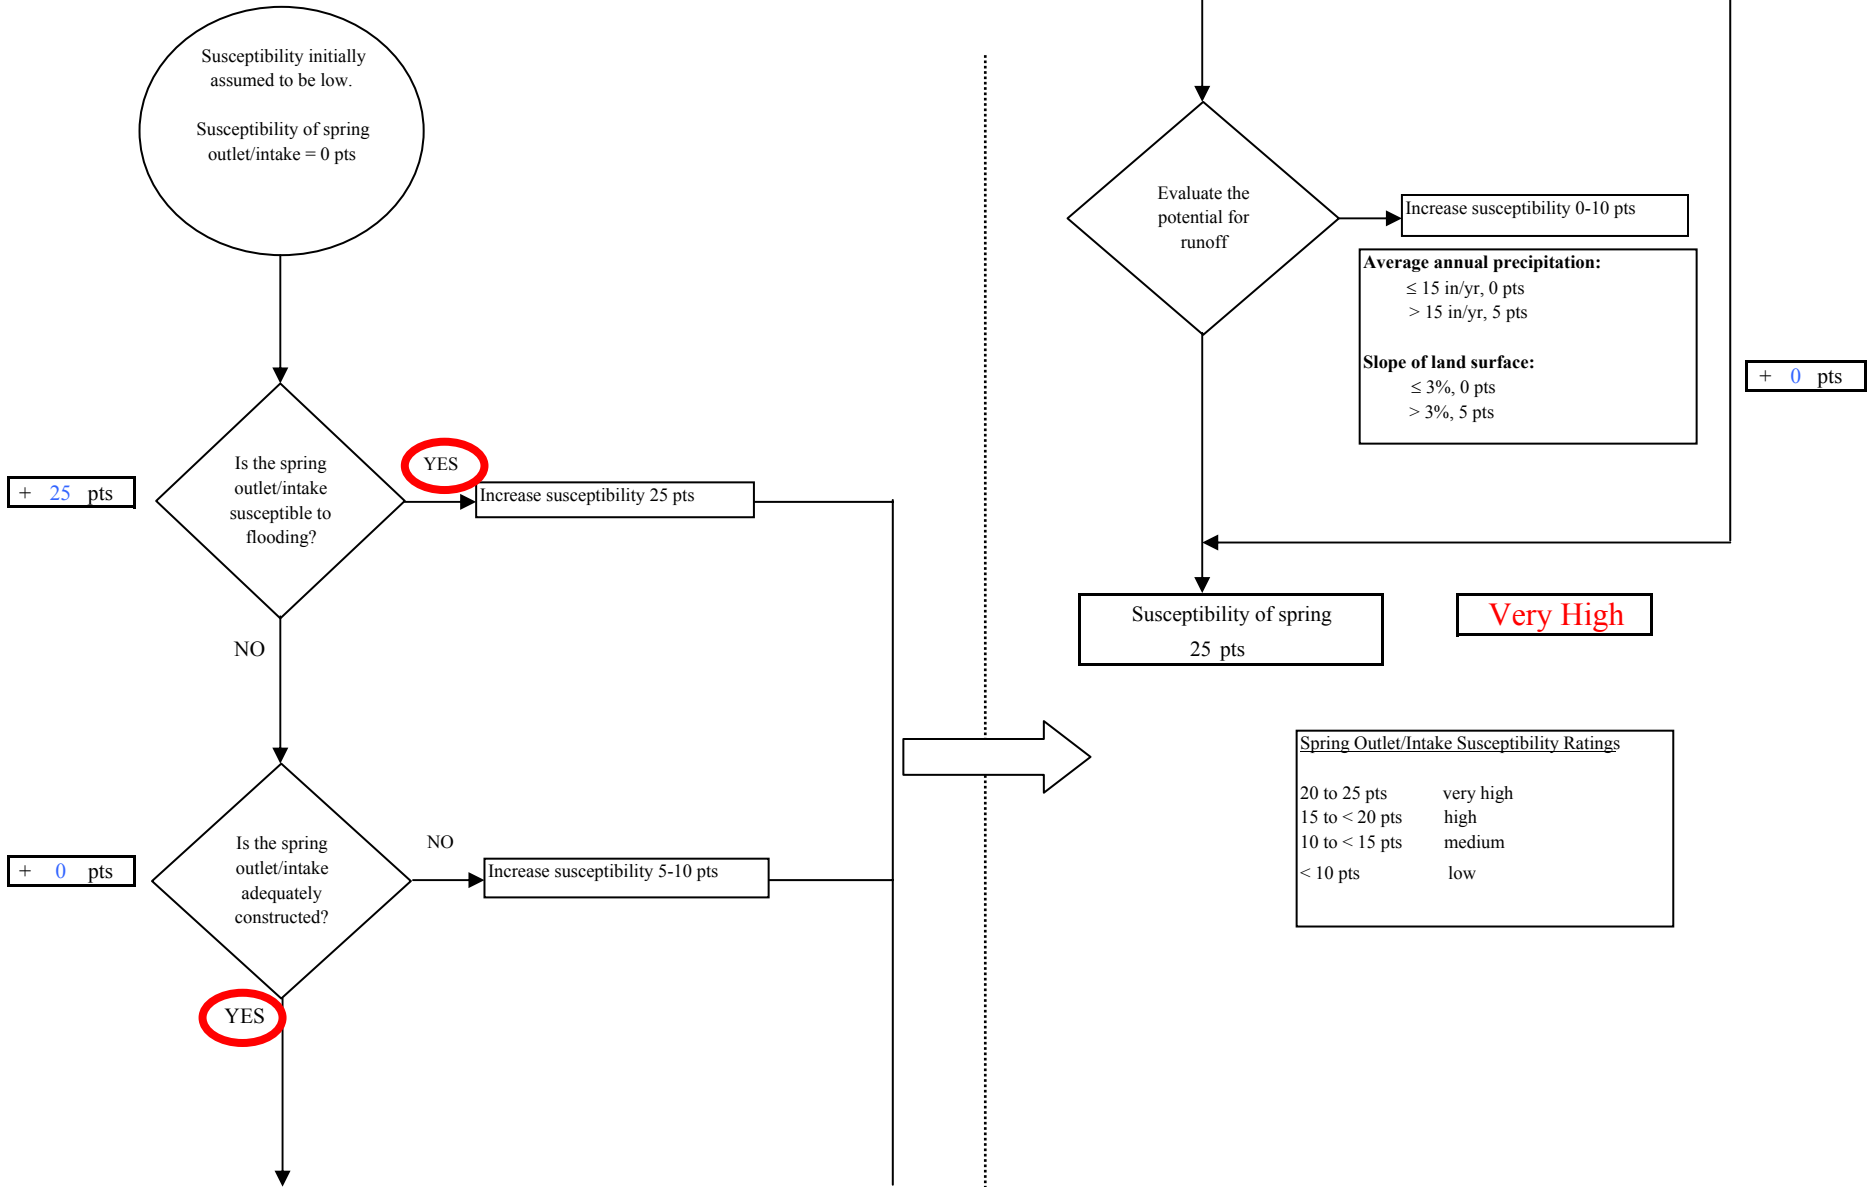 Susceptibility initially
assumed to be low.
Susceptibility of spring
outlet/intake = 0 pts
YES
Is the spring
outlet/intake
susceptible to
flooding?
+ 25 pts
Increase susceptibility 25 pts
NO
Is the spring
outlet/intake
adequately
constructed?
NO
+ 0 pts
Increase susceptibility 5-10 pts
YES
Evaluate the
potential for
runoff
Increase susceptibility 0-10 pts
Average annual precipitation:
≤ 15 in/yr, 0 pts
> 15 in/yr, 5 pts
Slope of land surface:
≤ 3%, 0 pts
> 3%, 5 pts
+ 0 pts
Susceptibility of spring
25 pts
Very High
Spring Outlet/Intake Susceptibility Ratings
20 to 25 pts very high
15 to < 20 pts high
10 to < 15 pts medium
< 10 pts low